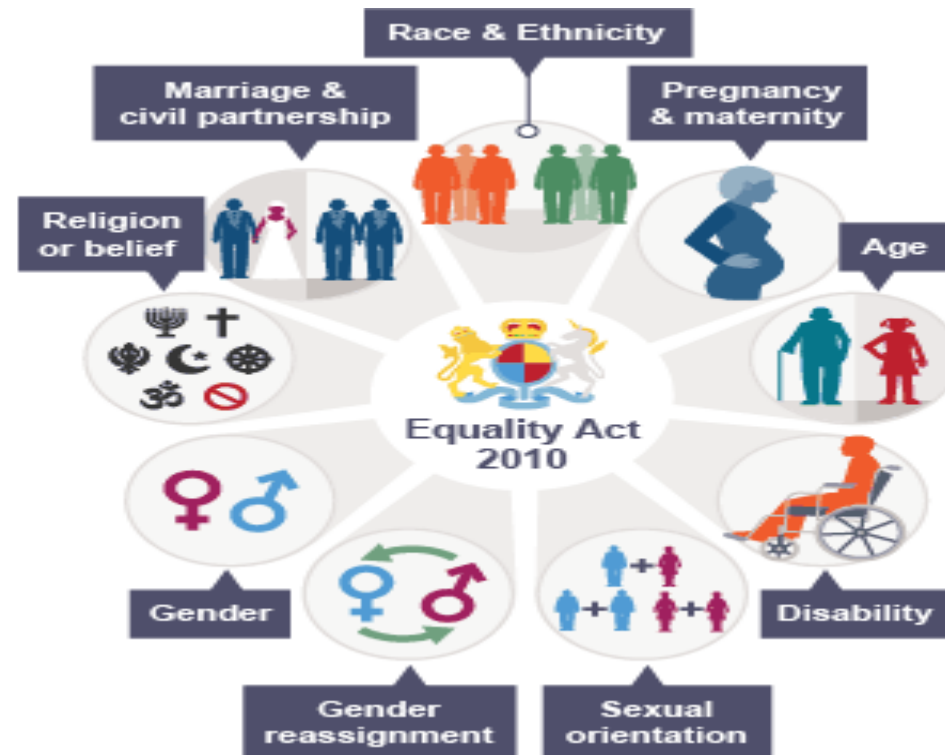 Race & Ethnicity
Marriage &
civil partnership
Pregnancy
& maternity
Religion
or belief
Age
Equality Act
2010
Gender
Disability
Gender
reassignment
Sexual
orientation